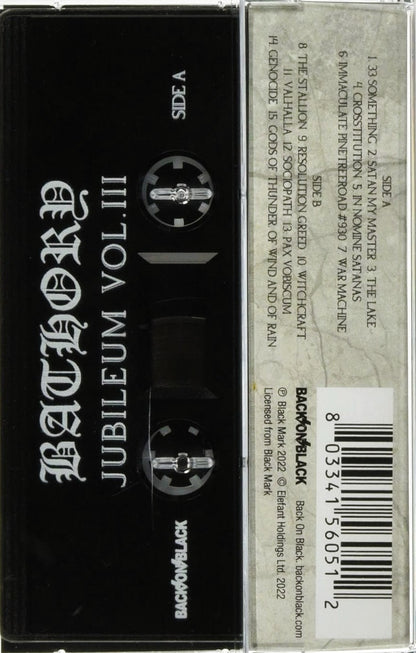 BATHORY
JUBILEUM VOL. III
SIDE A
BACK ON BLACK
SIDE A
1 33 SOMETHING 2 SATAN MY MASTER 3 THE LAKE
4 CROSSTITUTION 5 IN NOMINE SATANAS
6 IMMACULATE PINETREEROAD #930 7 WAR MACHINE
SIDE B
8 THE STALLION 9 RESOLUTION GREED 10 WITCHCRAFT
11 VALHALLA 12 SOCIOPATH 13 PAX VOBISCUM
14 GENOCIDE 15 GODS OF THUNDER OF WIND AND OF RAIN
BACK ON BLACK Back On Black. backonblack.com
℗ Black Mark 2022 © Elefant Holdings Ltd. 2022
Licensed from Black Mark
8 03341 56051 2